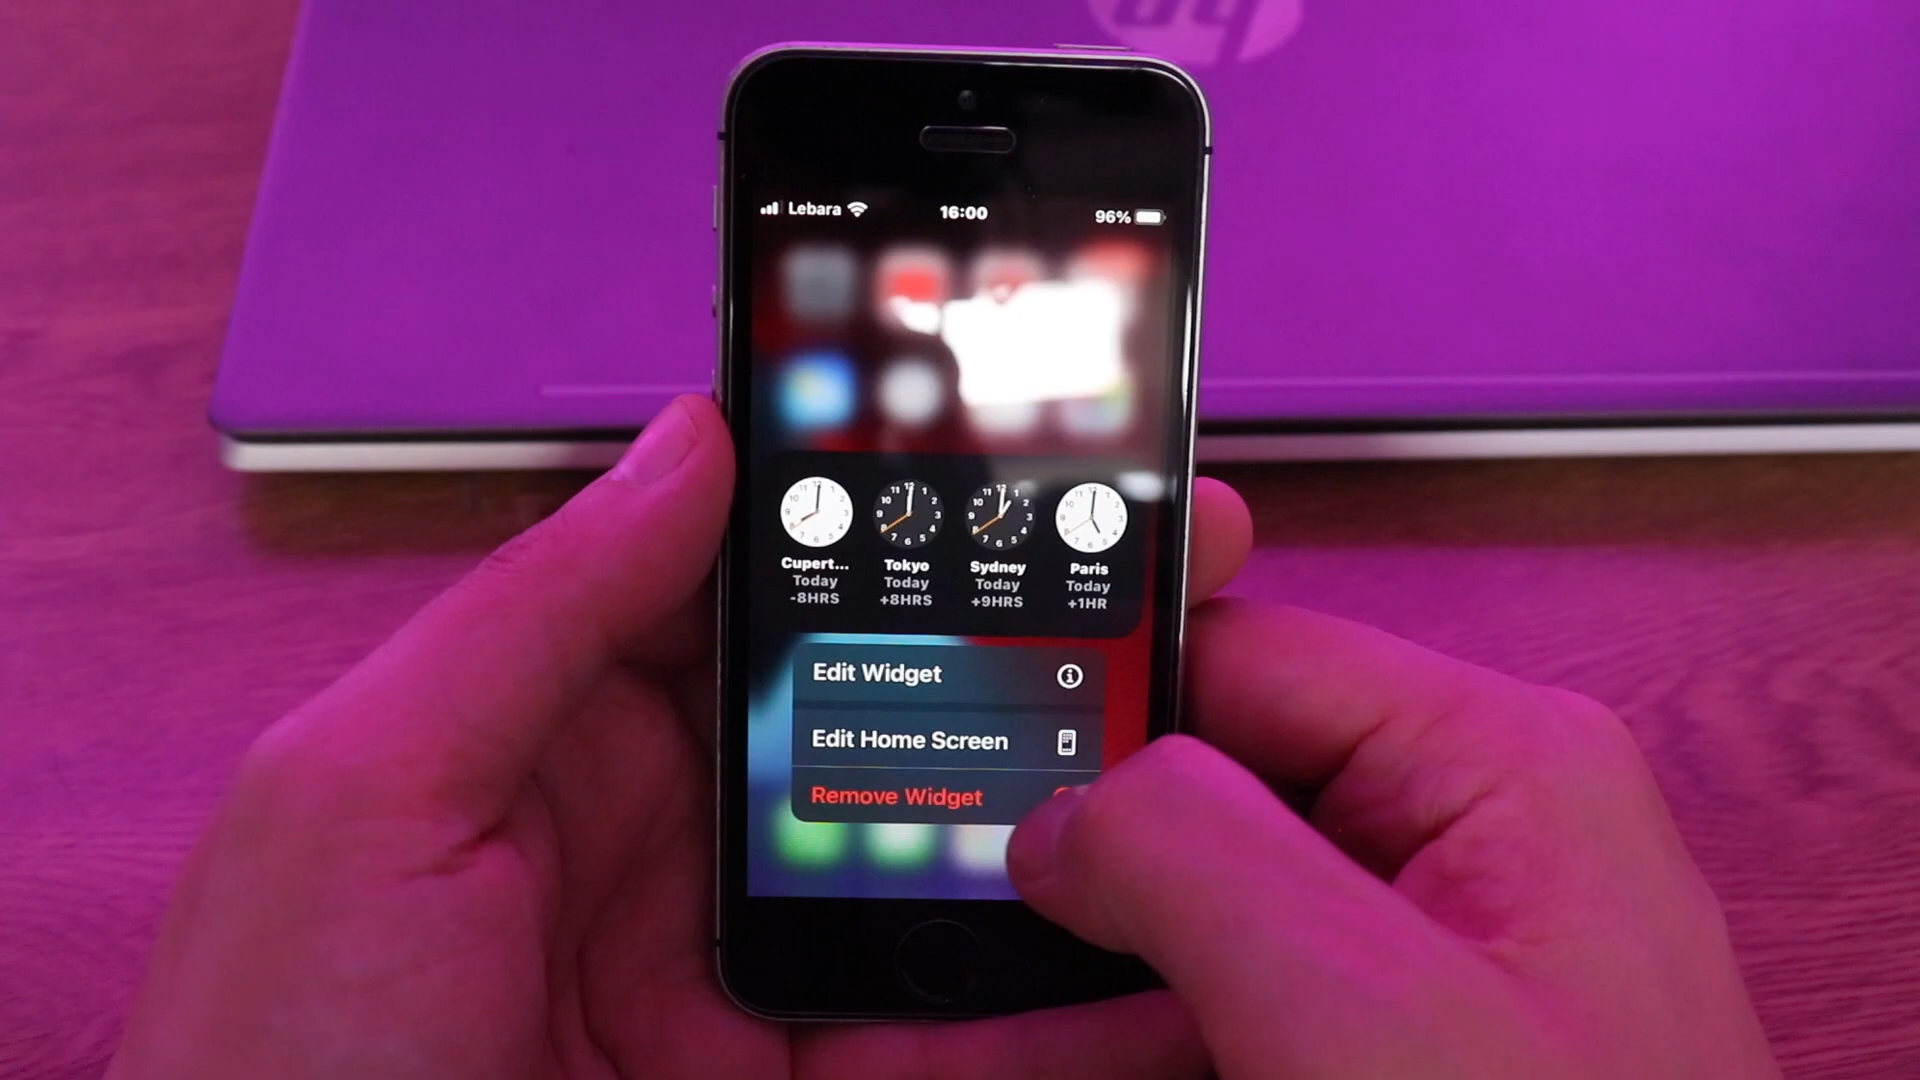 hp
Lebara 16:00 96%
Cupert... Tokyo Sydney Paris
Today Today Today Today
-8HRS +8HRS +9HRS +1HR
Edit Widget
Edit Home Screen
Remove Widget